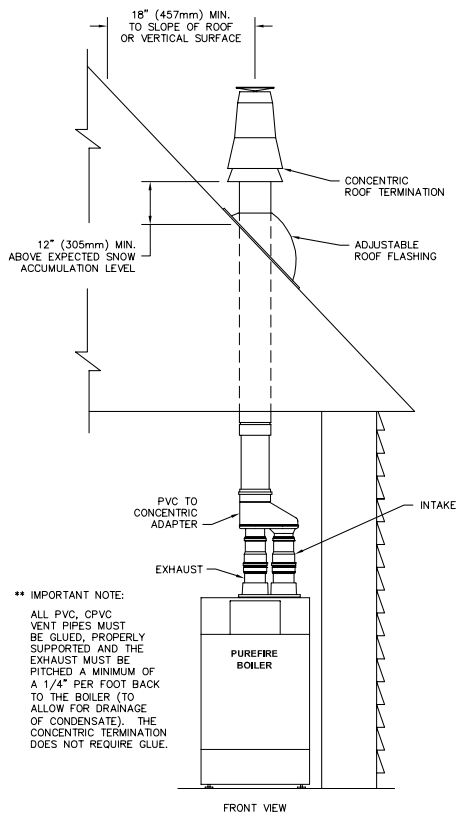 18" (457mm) MIN.
TO SLOPE OF ROOF
OR VERTICAL SURFACE
CONCENTRIC
ROOF TERMINATION
12" (305mm) MIN.
ABOVE EXPECTED SNOW
ACCUMULATION LEVEL
ADJUSTABLE
ROOF FLASHING
PVC TO
CONCENTRIC
ADAPTER
INTAKE
EXHAUST
** IMPORTANT NOTE:
ALL PVC, CPVC
VENT PIPES MUST
BE GLUED, PROPERLY
SUPPORTED AND THE
EXHAUST MUST BE
PITCHED A MINIMUM OF
A 1/4" PER FOOT BACK
TO THE BOILER (TO
ALLOW FOR DRAINAGE
OF CONDENSATE). THE
CONCENTRIC TERMINATION
DOES NOT REQUIRE GLUE.
PUREFIRE
BOILER
FRONT VIEW